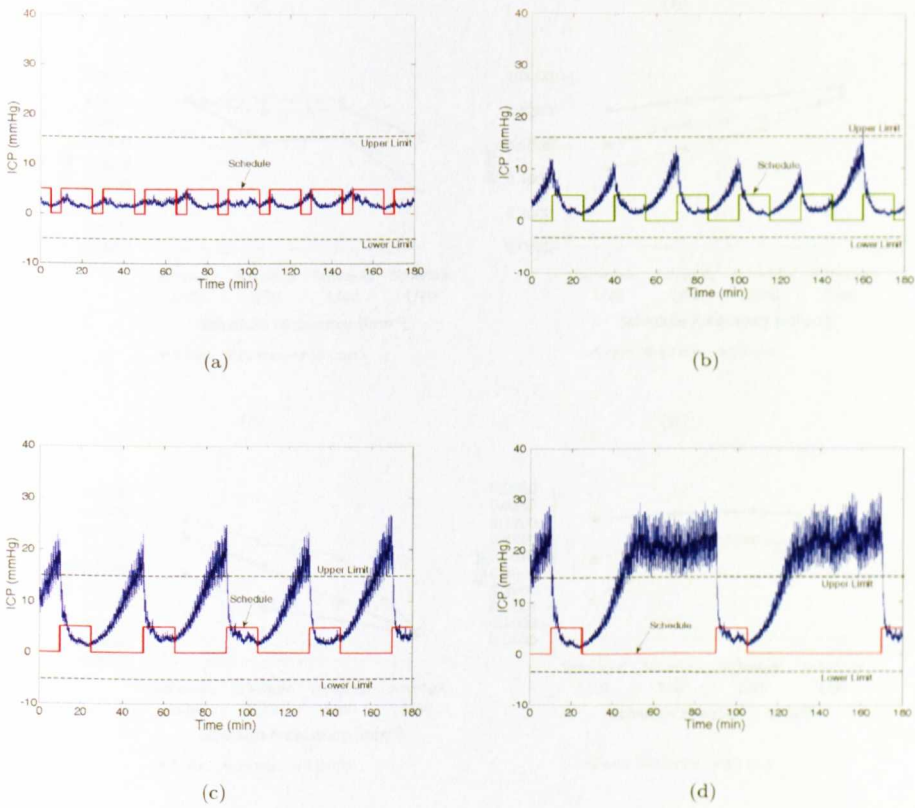 40
30
20
10
0
-10
ICP (mmHg)
Upper Limit
Schedule
Lower Limit
0 20 40 60 80 100 120 140 160 180
Time (min)
(a)
40
30
20
10
0
-10
ICP (mmHg)
Upper Limit
Schedule
Lower Limit
0 20 40 60 80 100 120 140 160 180
Time (min)
(b)
40
30
20
10
0
-10
ICP (mmHg)
Upper Limit
Schedule
Lower Limit
0 20 40 60 80 100 120 140 160 180
Time (min)
(c)
40
30
20
10
0
-10
ICP (mmHg)
Upper Limit
Schedule
Lower Limit
0 20 40 60 80 100 120 140 160 180
Time (min)
(d)